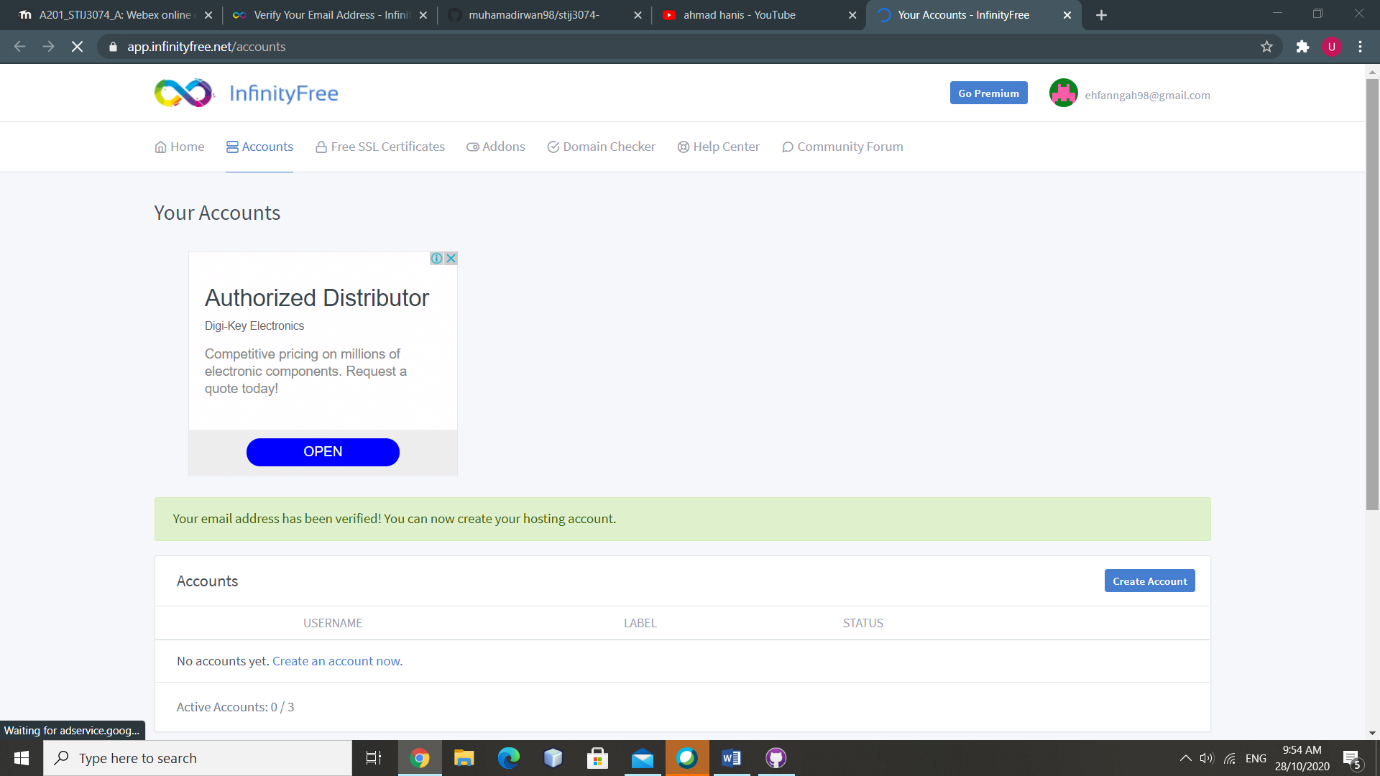 A201_STIJ3074_A: Webex online
Verify Your Email Address - Infini
muhamadirwan98/stij3074-
ahmad hanis - YouTube
Your Accounts - InfinityFree
app.infinityfree.net/accounts
U
InfinityFree
Go Premium
ehfanngah98@gmail.com
Home
Accounts
Free SSL Certificates
Addons
Domain Checker
Help Center
Community Forum
Your Accounts
Authorized Distributor
Digi-Key Electronics
Competitive pricing on millions of
electronic components. Request a
quote today!
OPEN
Your email address has been verified! You can now create your hosting account.
Accounts
Create Account
USERNAME
LABEL
STATUS
No accounts yet. Create an account now.
Active Accounts: 0 / 3
Waiting for adservice.goog...
Type here to search
ENG
9:54 AM
28/10/2020
5